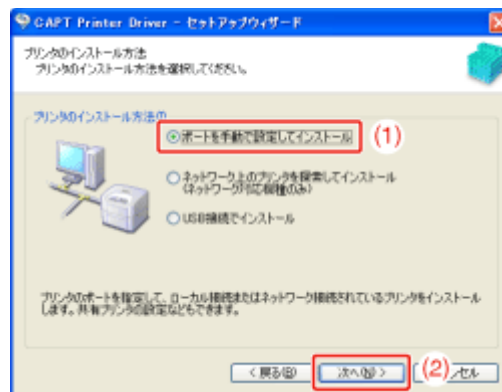 CAPT Printer Driver - セットアップウィザード
プリンタのインストール方法
プリンタのインストール方法を選択してください。
プリンタのインストール方法の
ポートを手動で設定してインストール
(1)
ネットワーク上のプリンタを探索してインストール
(ネットワーク対応機種のみ)
USB接続でインストール
プリンタのポートを指定して、ローカル接続またはネットワーク接続されているプリンタをインストール
します。共有プリンタの設定などもできます。
< 戻る(B)
次へ(N) >
(2)
ンセル